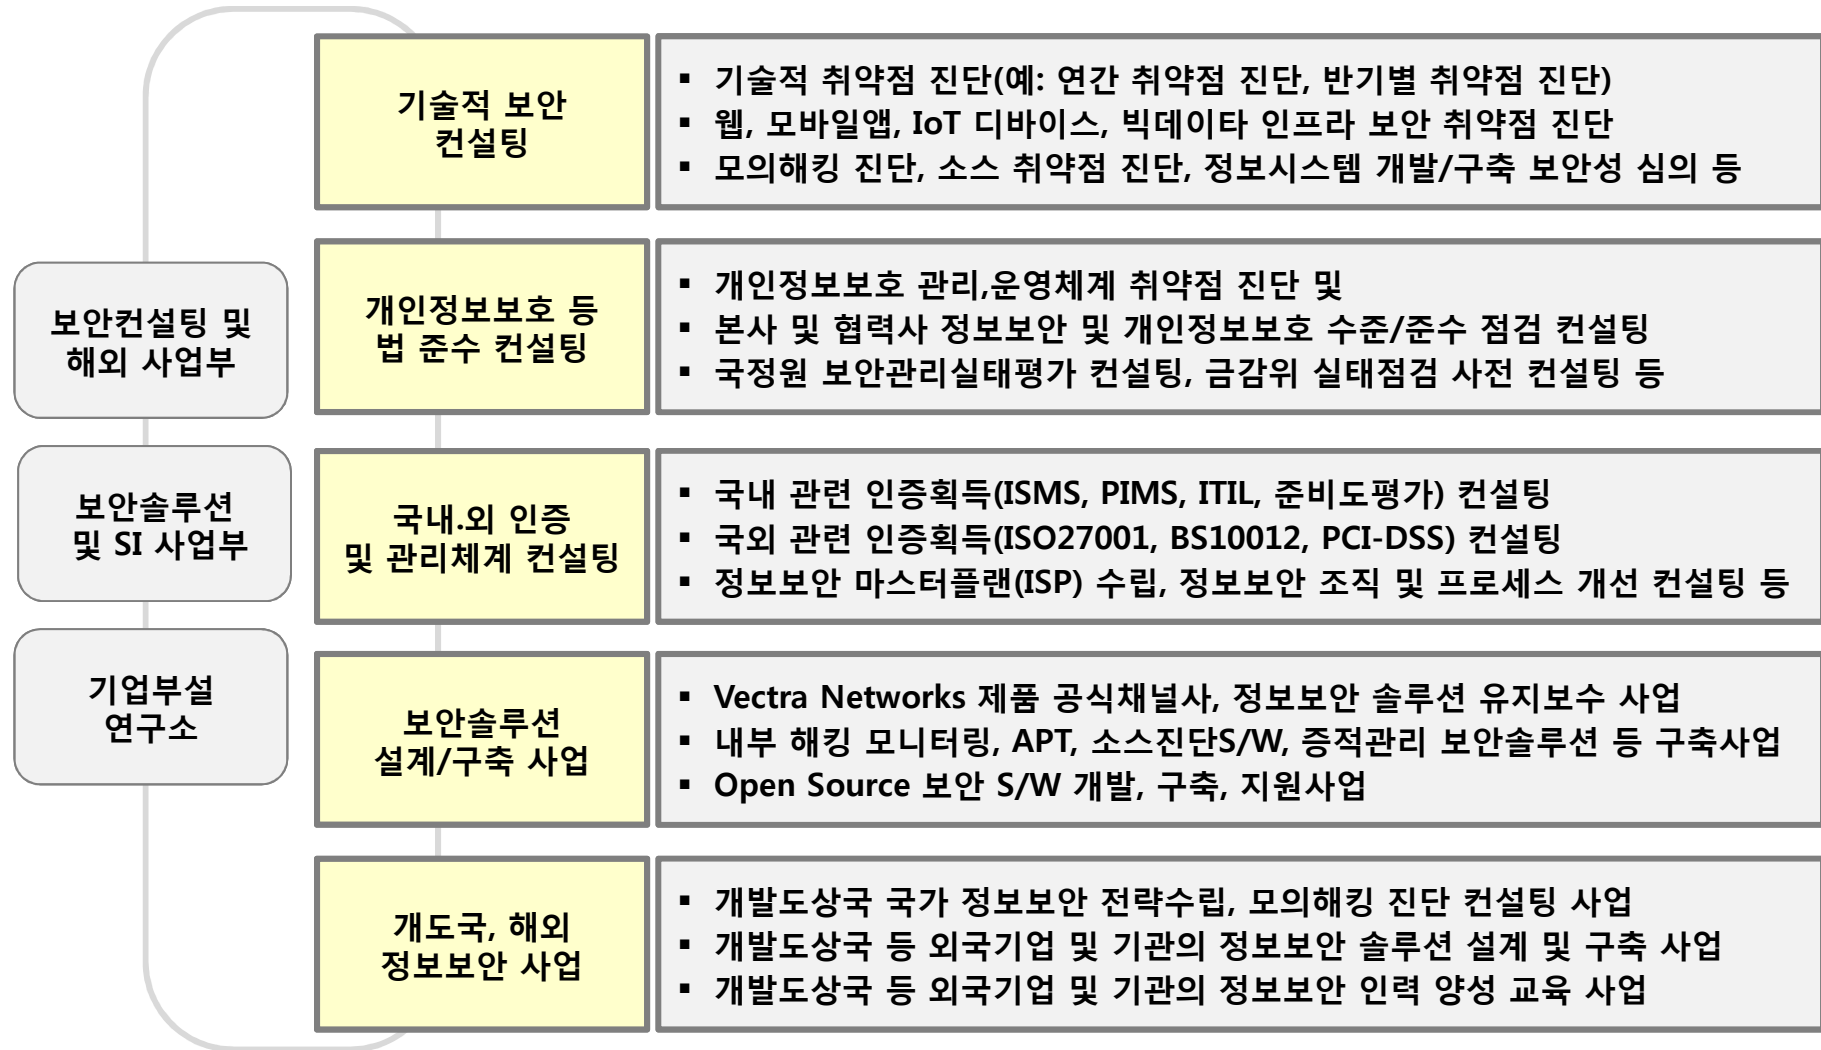 보안컨설팅 및
해외 사업부
보안솔루션
및 SI 사업부
기업부설
연구소
기술적 보안
컨설팅
▪ 기술적 취약점 진단(예: 연간 취약점 진단, 반기별 취약점 진단)
▪ 웹, 모바일앱, IoT 디바이스, 빅데이타 인프라 보안 취약점 진단
▪ 모의해킹 진단, 소스 취약점 진단, 정보시스템 개발/구축 보안성 심의 등
개인정보보호 등
법 준수 컨설팅
▪ 개인정보보호 관리,운영체계 취약점 진단 및
▪ 본사 및 협력사 정보보안 및 개인정보보호 수준/준수 점검 컨설팅
▪ 국정원 보안관리실태평가 컨설팅, 금감위 실태점검 사전 컨설팅 등
국내.외 인증
및 관리체계 컨설팅
▪ 국내 관련 인증획득(ISMS, PIMS, ITIL, 준비도평가) 컨설팅
▪ 국외 관련 인증획득(ISO27001, BS10012, PCI-DSS) 컨설팅
▪ 정보보안 마스터플랜(ISP) 수립, 정보보안 조직 및 프로세스 개선 컨설팅 등
보안솔루션
설계/구축 사업
▪ Vectra Networks 제품 공식채널사, 정보보안 솔루션 유지보수 사업
▪ 내부 해킹 모니터링, APT, 소스진단S/W, 증적관리 보안솔루션 등 구축사업
▪ Open Source 보안 S/W 개발, 구축, 지원사업
개도국, 해외
정보보안 사업
▪ 개발도상국 국가 정보보안 전략수립, 모의해킹 진단 컨설팅 사업
▪ 개발도상국 등 외국기업 및 기관의 정보보안 솔루션 설계 및 구축 사업
▪ 개발도상국 등 외국기업 및 기관의 정보보안 인력 양성 교육 사업